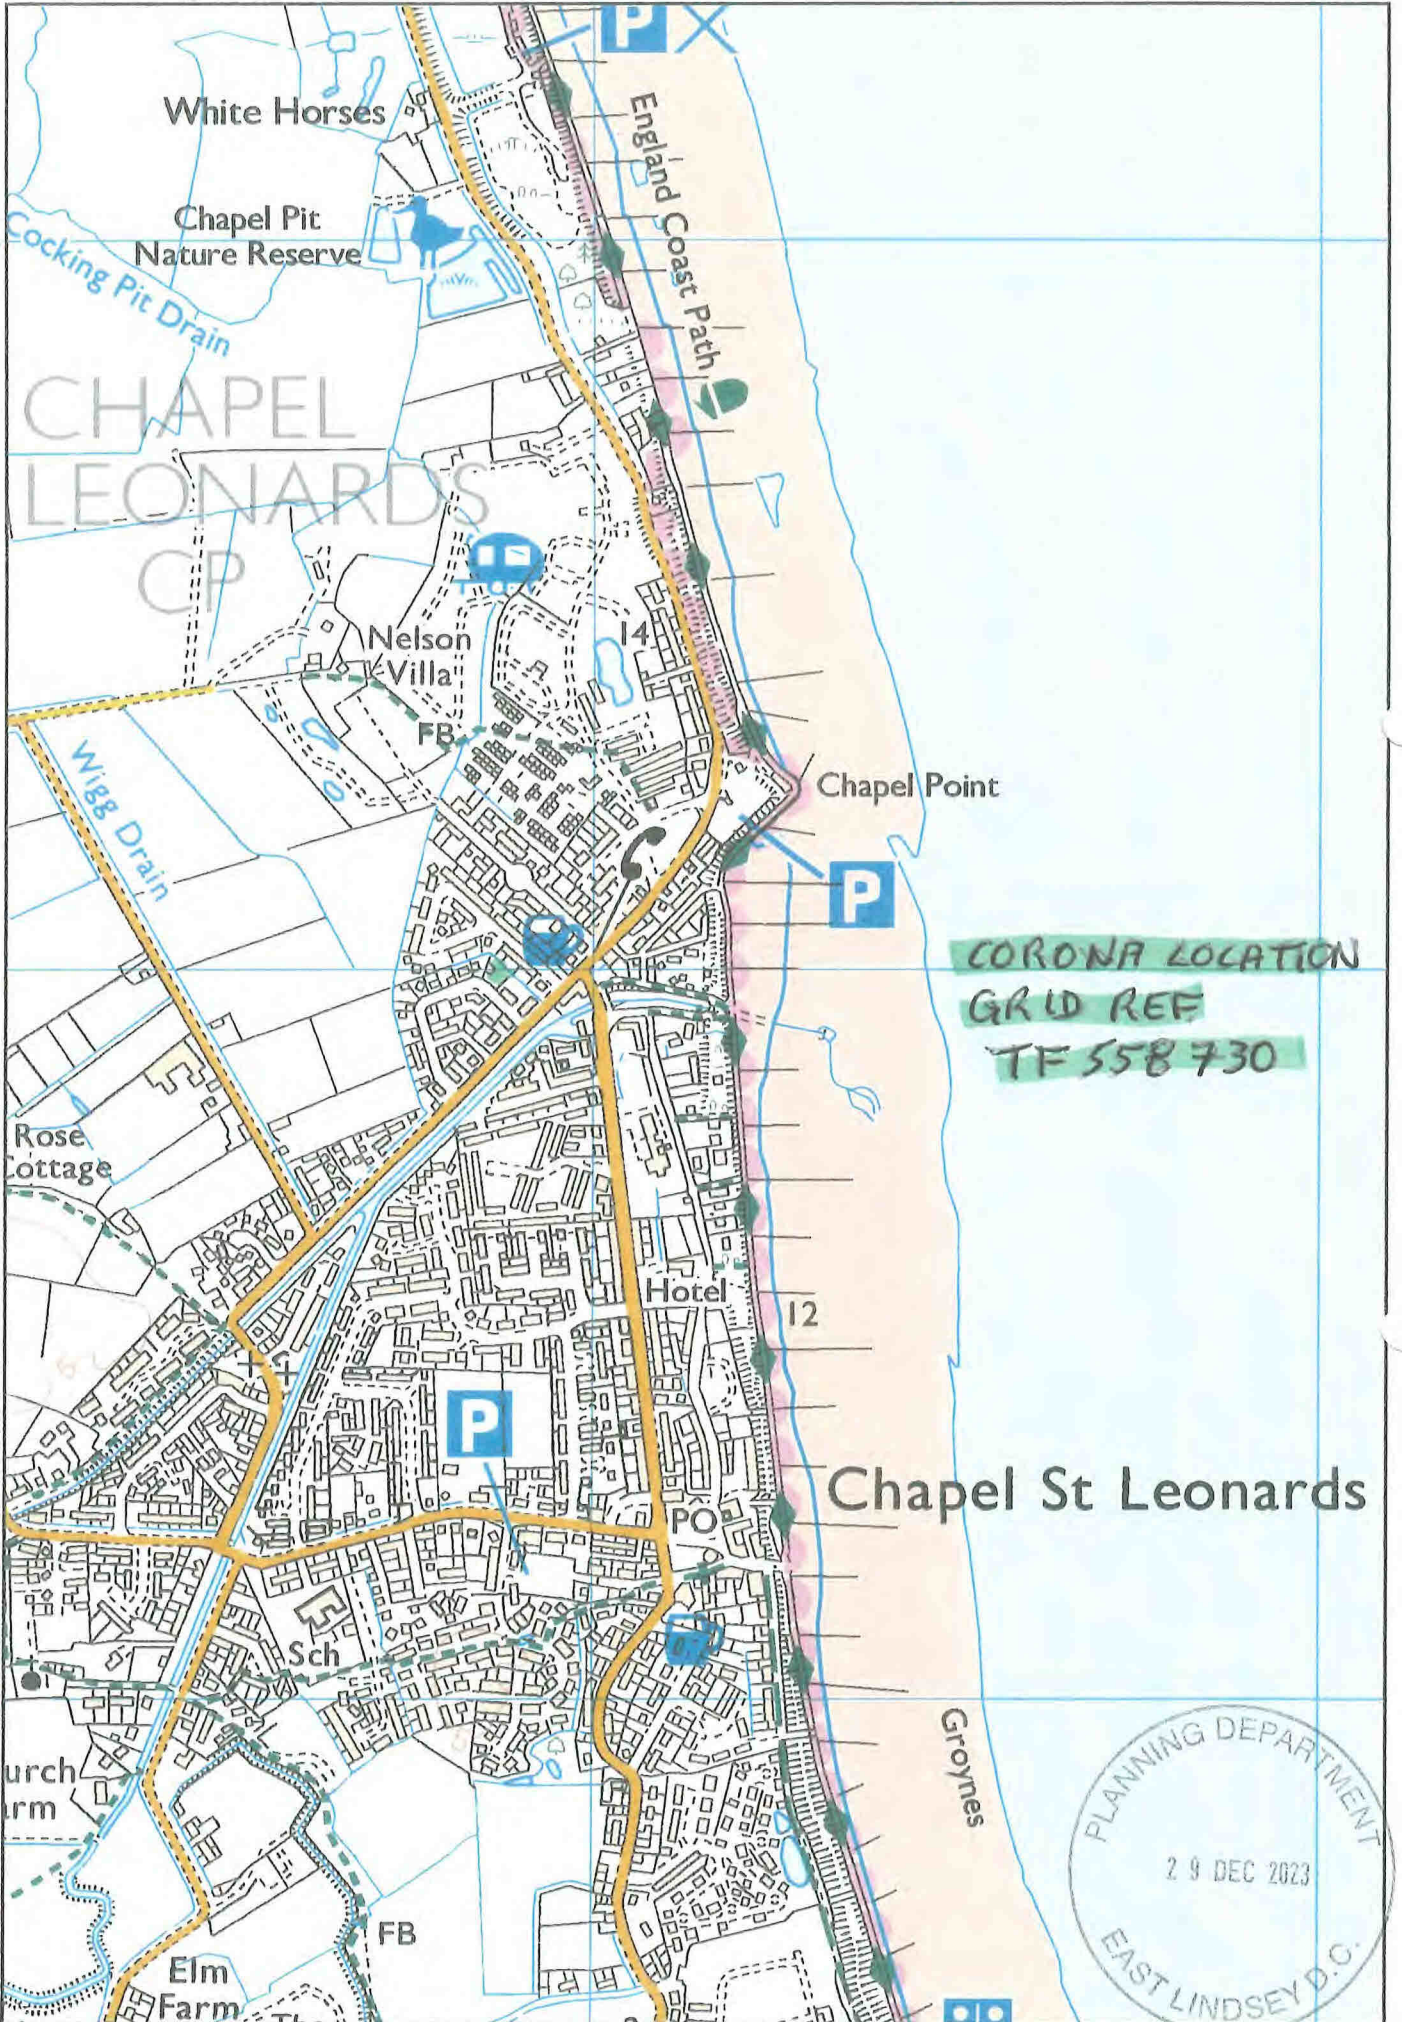 P
White Horses
England Coast Path
Chapel Pit
Nature Reserve
Cocking Pit Drain
CHAPEL
LEONARDS
CP
Nelson
Villa
14
FB
Wigg Drain
Chapel Point
P
CORONA LOCATION
GRID REF
TF 558 730
Rose
Cottage
Hotel
12
P
Chapel St Leonards
PO
Sch
Groynes
urch
arm
FB
Elm
Farm
PLANNING DEPARTMENT
29 DEC 2023
EAST LINDSEY D.C.